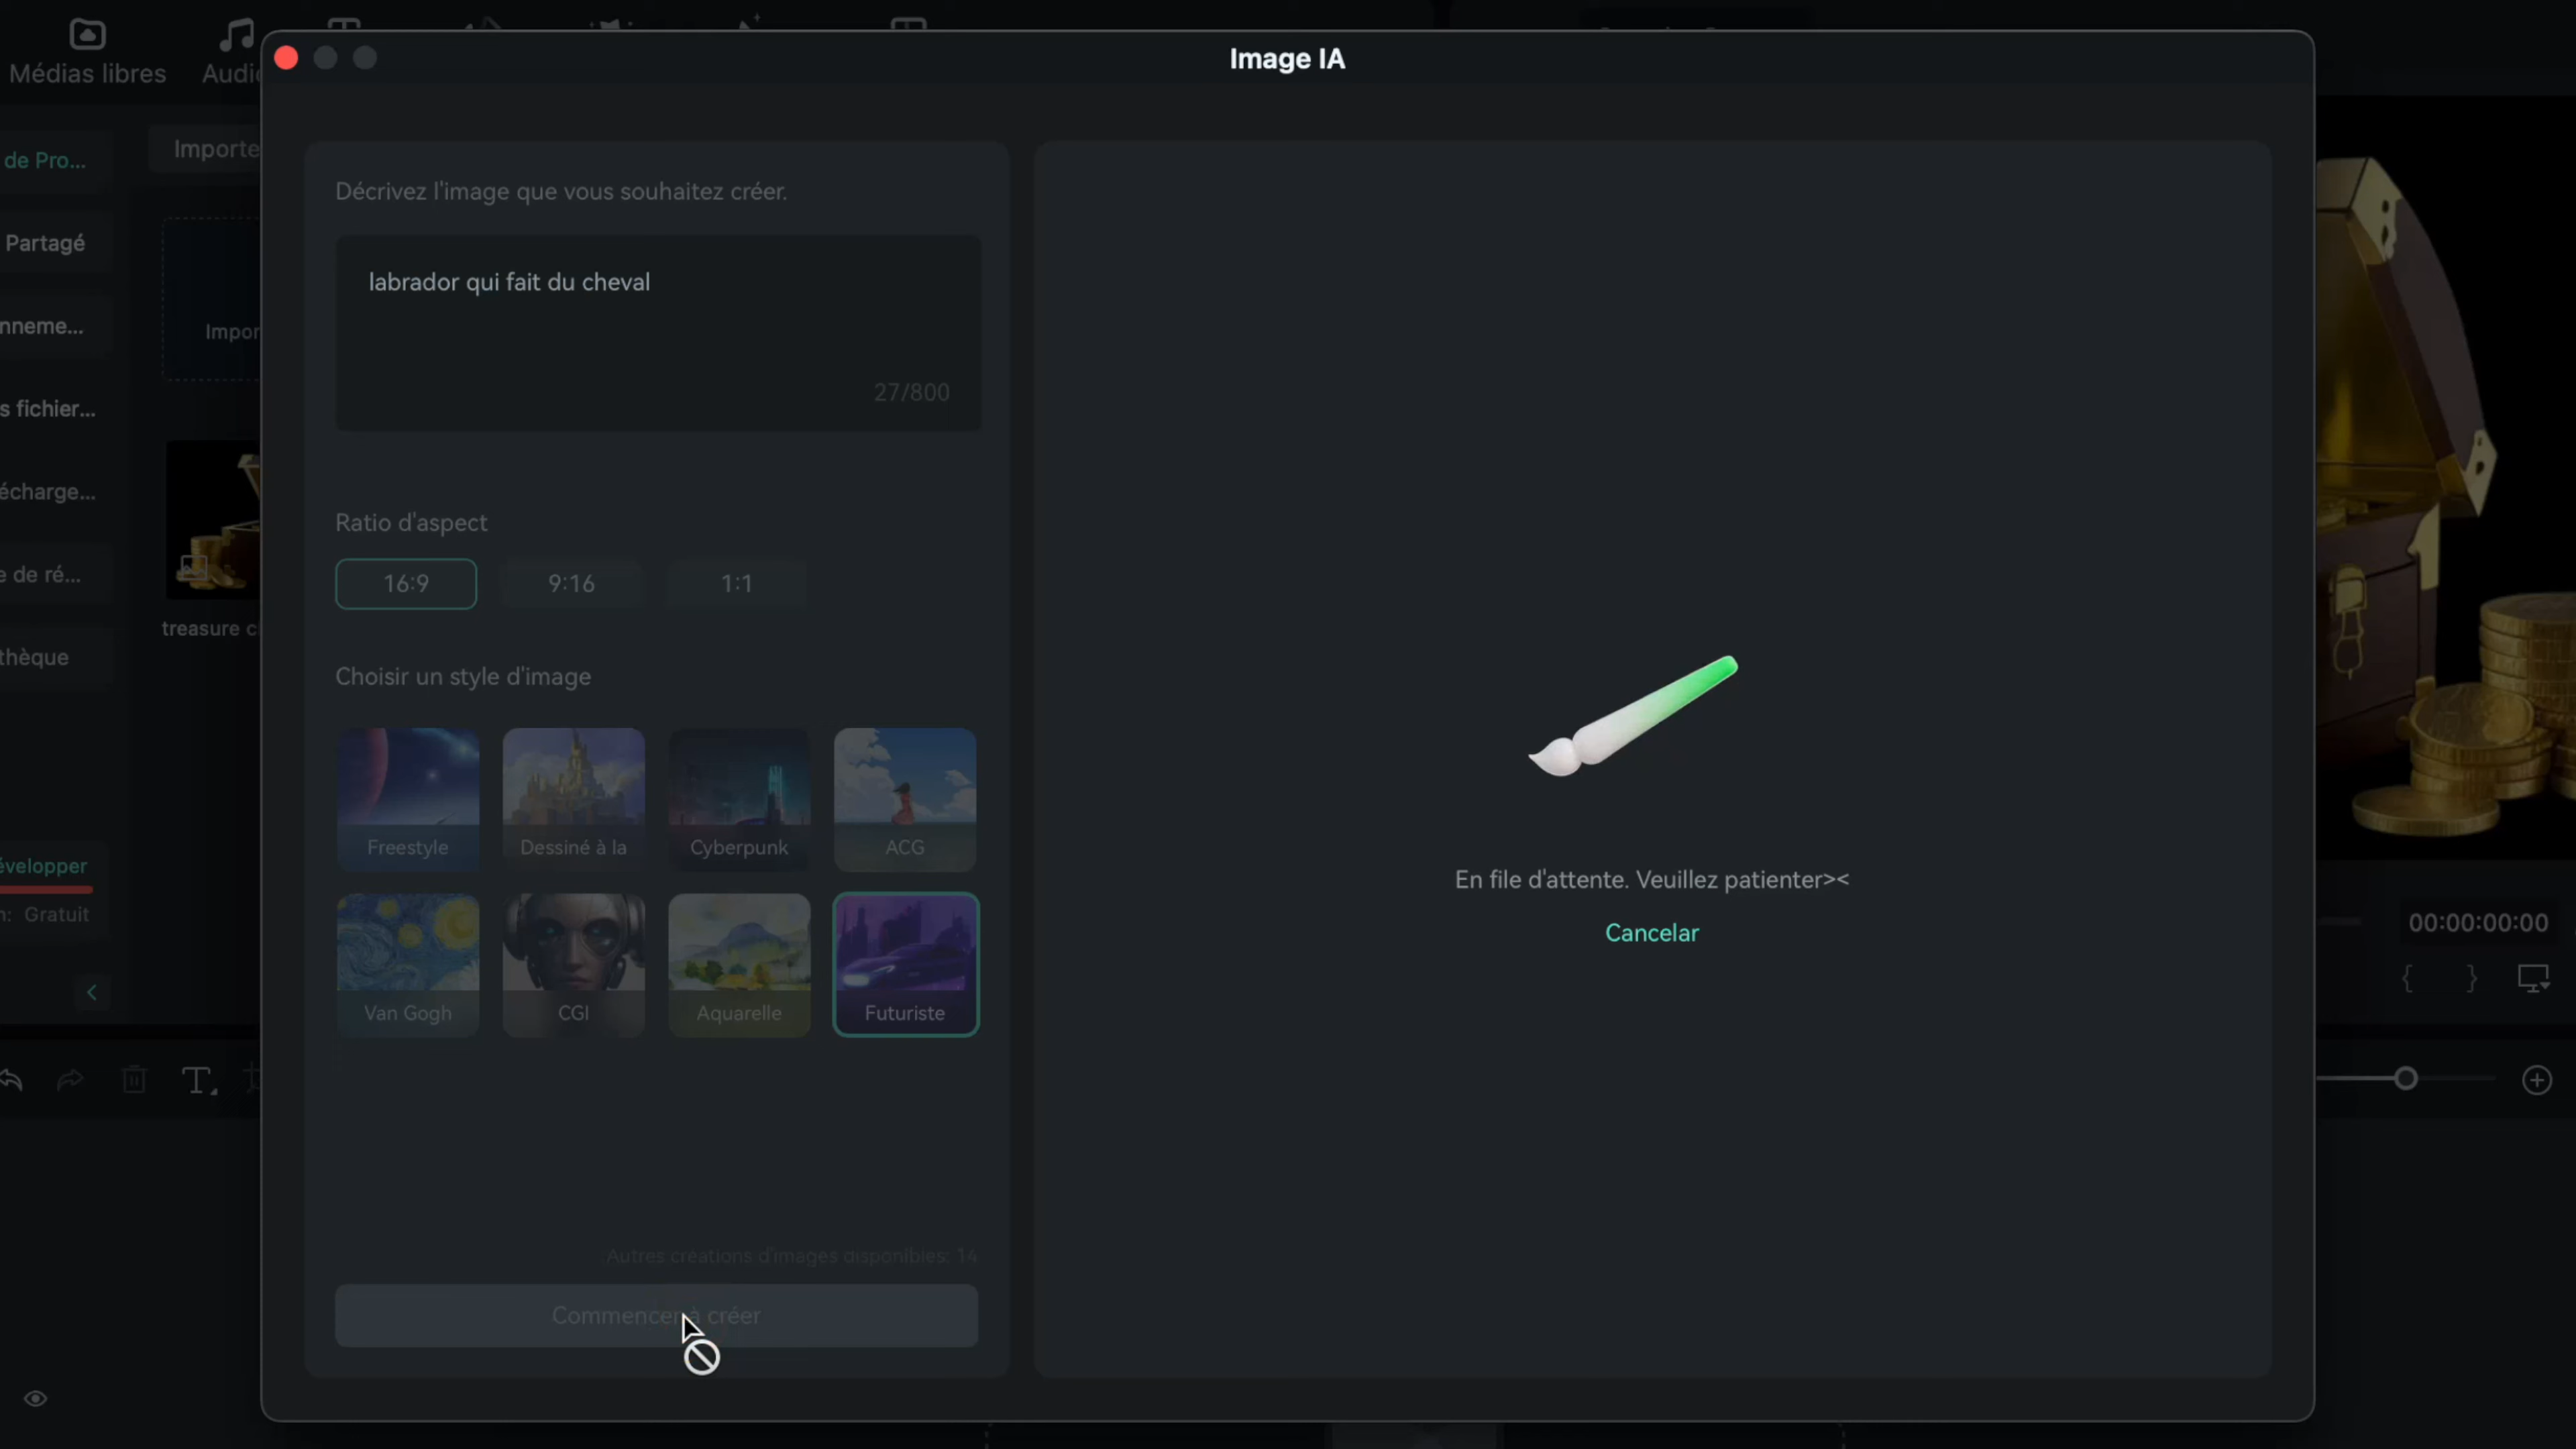 Image IA
Médias libres
Audio
Importe
de Pro...
Partagé
nneme...
Impor
s fichier...
écharge...
e de ré...
treasure c
thèque
évelopper
n: Gratuit
Décrivez l'image que vous souhaitez créer.
labrador qui fait du cheval
27/800
Ratio d'aspect
16:9
9:16
1:1
Choisir un style d'image
Freestyle
Dessiné à la
Cyberpunk
ACG
Van Gogh
CGI
Aquarelle
Futuriste
Autres créations d'images disponibles: 14
Commencer à créer
En file d'attente. Veuillez patienter><
Cancelar
00:00:00:00